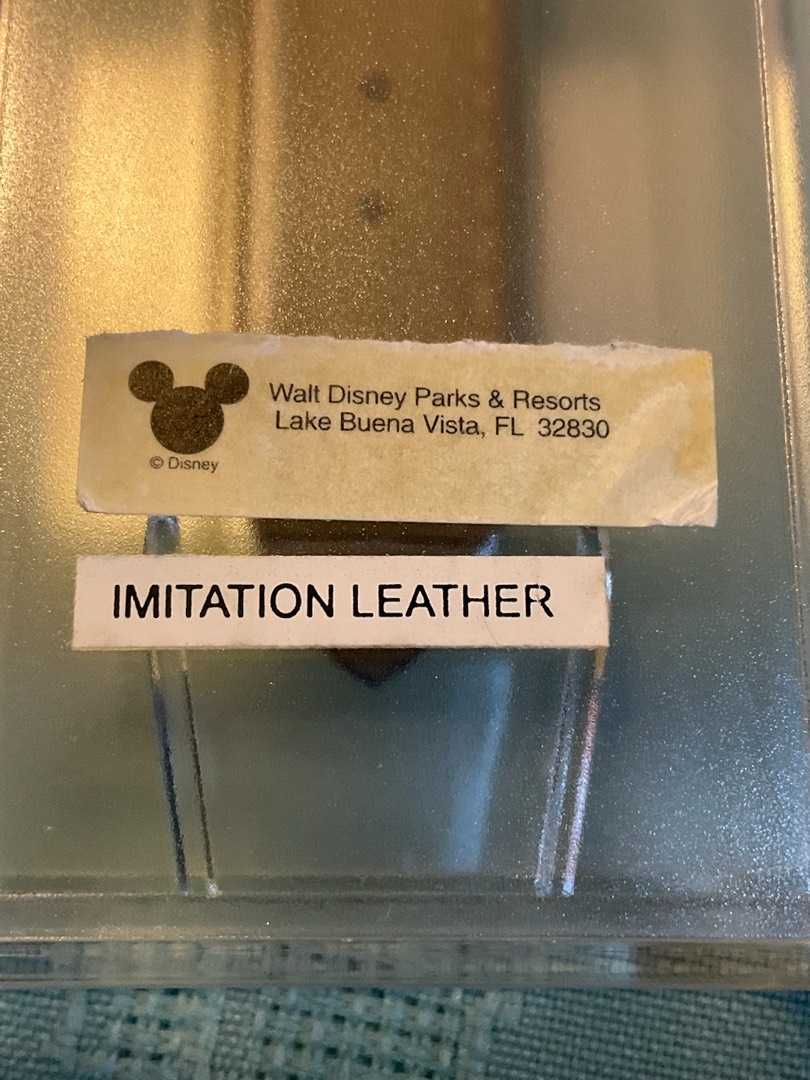 Walt Disney Parks & Resorts
Lake Buena Vista, FL 32830
© Disney
IMITATION LEATHER